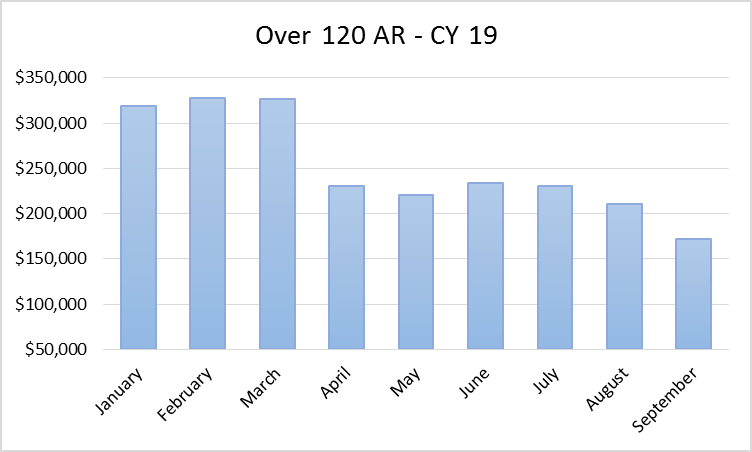 Over 120 AR - CY 19
$350,000
$300,000
$250,000
$200,000
$150,000
$100,000
$50,000
January
February
March
April
May
June
July
August
September